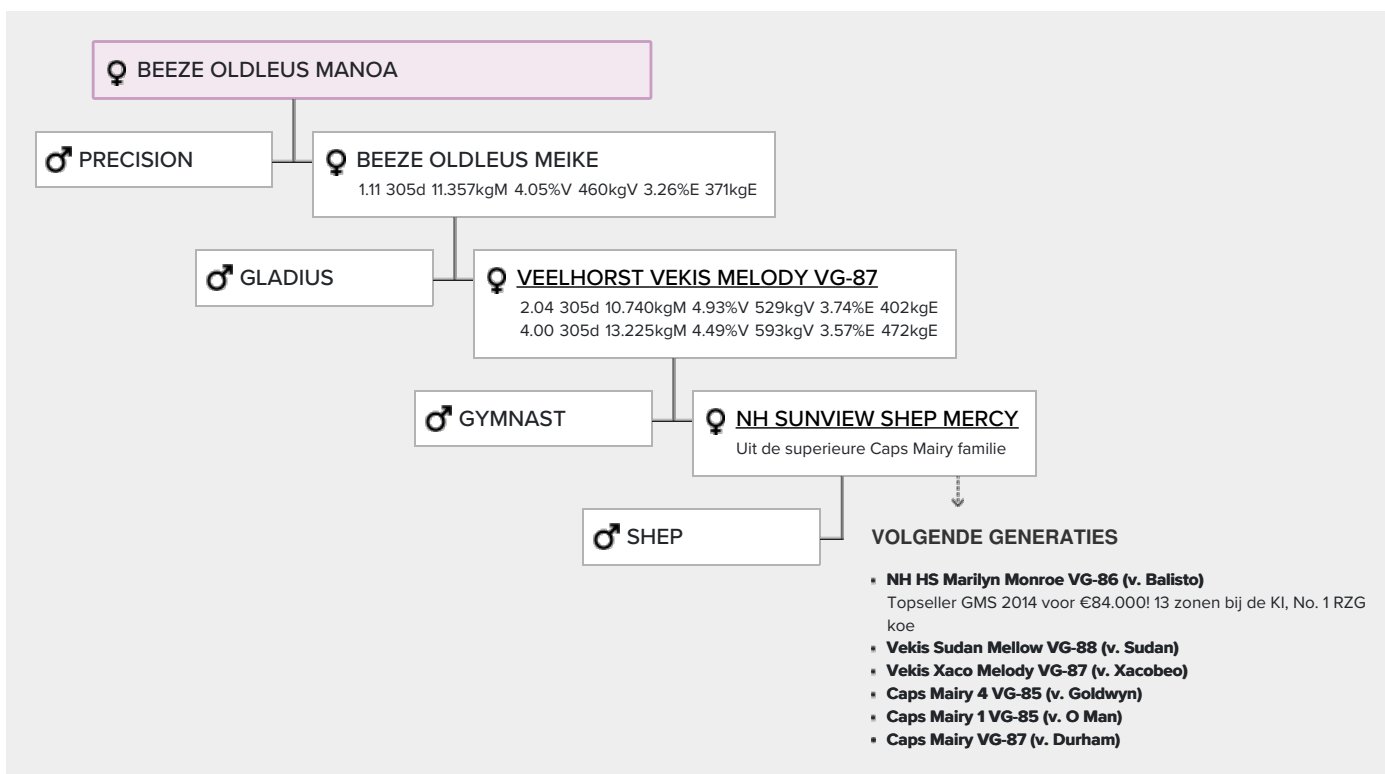 BEEZE OLDLEUS MANOA
PRECISION
BEEZE OLDLEUS MEIKE
1.11 305d 11.357kgM 4.05%V 460kgV 3.26%E 371kgE
GLADIUS
VEELHORST VEKIS MELODY VG-87
2.04 305d 10.740kgM 4.93%V 529kgV 3.74%E 402kgE
4.00 305d 13.225kgM 4.49%V 593kgV 3.57%E 472kgE
GYMNAST
NH SUNVIEW SHEP MERCY
Uit de superieure Caps Mairy familie
SHEP
VOLGENDE GENERATIES
NH HS Marilyn Monroe VG-86 (v. Balisto)
Topseller GMS 2014 voor €84.000! 13 zonen bij de KI, No. 1 RZG
koe
Vekis Sudan Mellow VG-88 (v. Sudan)
Vekis Xaco Melody VG-87 (v. Xacobeo)
Caps Mairy 4 VG-85 (v. Goldwyn)
Caps Mairy 1 VG-85 (v. O Man)
Caps Mairy VG-87 (v. Durham)